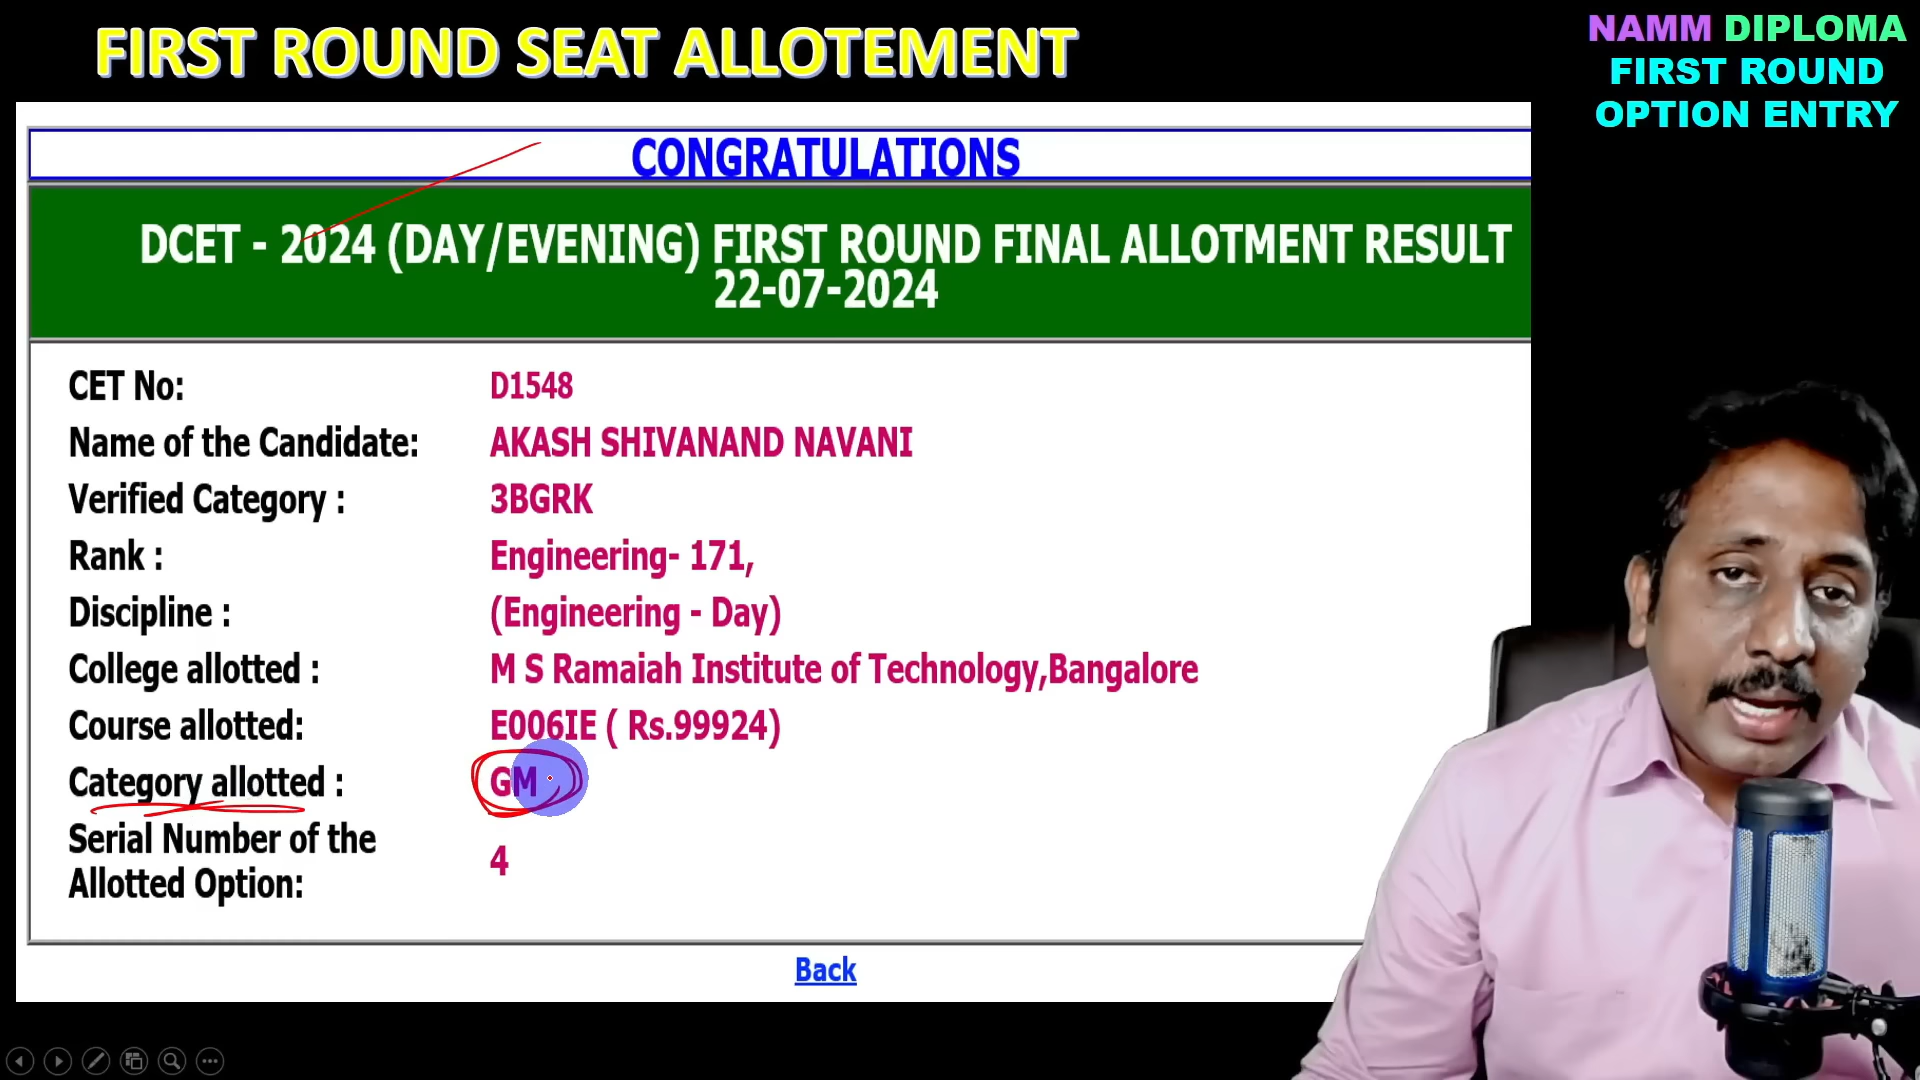 FIRST ROUND SEAT ALLOTEMENT
NAMM DIPLOMA
FIRST ROUND
OPTION ENTRY
CONGRATULATIONS
DCET - 2024 (DAY/EVENING) FIRST ROUND FINAL ALLOTMENT RESULT
22-07-2024
CET No: D1548
Name of the Candidate: AKASH SHIVANAND NAVANI
Verified Category : 3BGRK
Rank : Engineering- 171,
Discipline : (Engineering - Day)
College allotted : M S Ramaiah Institute of Technology,Bangalore
Course allotted: E006IE ( Rs.99924)
Category allotted : GM
Serial Number of the
Allotted Option: 4
Back